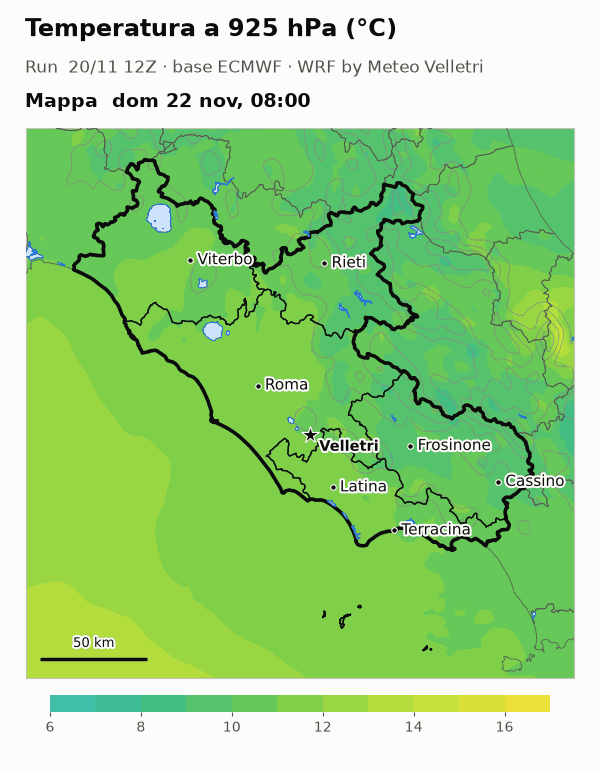 Temperatura a 925 hPa (°C)
Run  20/11 12Z · base ECMWF · WRF by Meteo Velletri
Mappa  dom 22 nov, 08:00
Viterbo
Rieti
Roma
Velletri
Frosinone
Latina
Cassino
Terracina
50 km
6 8 10 12 14 16